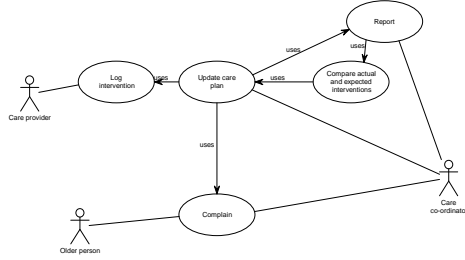 Report
uses
uses
Log
intervention
uses
Update care
plan
uses
Compare actual
and expected
interventions
Care provider
uses
Complain
Care
co-ordinator
Older person